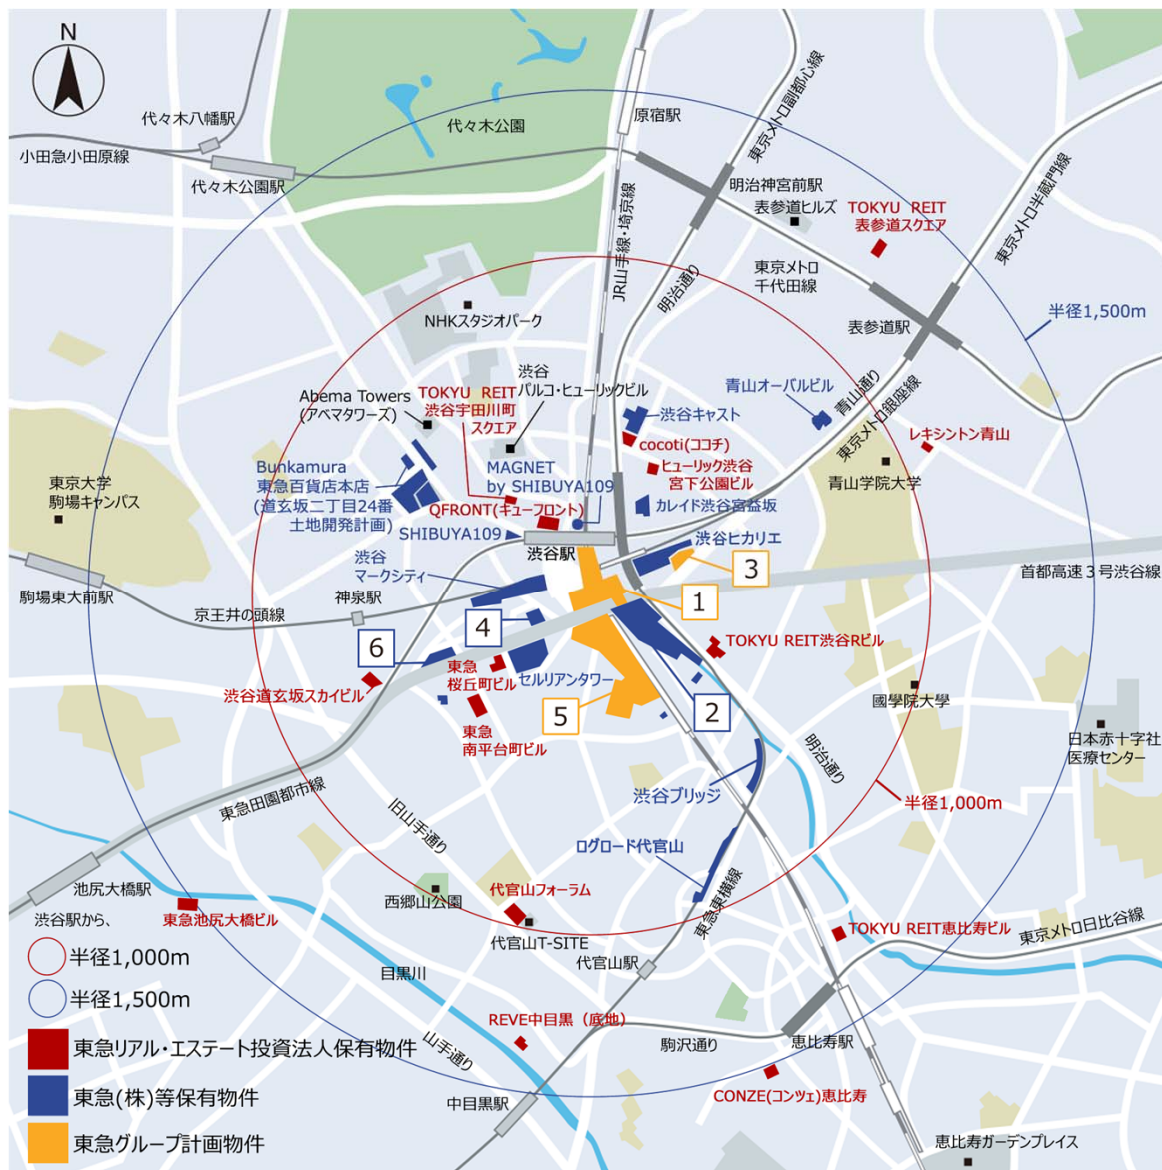 N
代々木八幡駅
小田急小田原線
代々木公園駅
代々木公園
原宿駅
東京メトロ副都心線
明治神宮前駅
表参道ヒルズ
TOKYU REIT
表参道スクエア
東京メトロ半蔵門線
JR山手線・埼京線
明治通り
東京メトロ
千代田線
表参道駅
半径1,500m
NHKスタジオパーク
渋谷
パルコ・ヒューリックビル
Abema Towers
(アベマタワーズ)
TOKYU REIT
渋谷宇田川町
スクエア
青山オーバルビル
青山通り
東京メトロ銀座線
渋谷キャスト
cocoti(ココチ)
レキシントン青山
ヒューリック渋谷
宮下公園ビル
青山学院大学
東京大学
駒場キャンパス
Bunkamura
東急百貨店本店
(道玄坂二丁目24番
土地開発計画)
MAGNET
by SHIBUYA109
QFRONT(キューフロント)
カレイド渋谷宮益坂
SHIBUYA109
渋谷駅
渋谷ヒカリエ
渋谷
マークシティ
3
首都高速3号渋谷線
駒場東大前駅
神泉駅
京王井の頭線
1
4
6
TOKYU REIT渋谷Rビル
東急
桜丘町ビル
セルリアンタワー
渋谷道玄坂スカイビル
國學院大學
5
2
東急
南平台町ビル
日本赤十字社
医療センター
明治通り
東急田園都市線
渋谷ブリッジ
半径1,000m
旧山手通り
ログロード代官山
池尻大橋駅
西郷山公園
代官山フォーラム
東急東横線
東急池尻大橋ビル
代官山T-SITE
TOKYU REIT恵比寿ビル
東京メトロ日比谷線
渋谷駅から、
半径1,000m
半径1,500m
代官山駅
目黒川
REVE中目黒（底地）
山手通り
駒沢通り
恵比寿駅
CONZE(コンツェ)恵比寿
中目黒駅
恵比寿ガーデンプレイス
東急リアル・エステート投資法人保有物件
東急(株)等保有物件
東急グループ計画物件